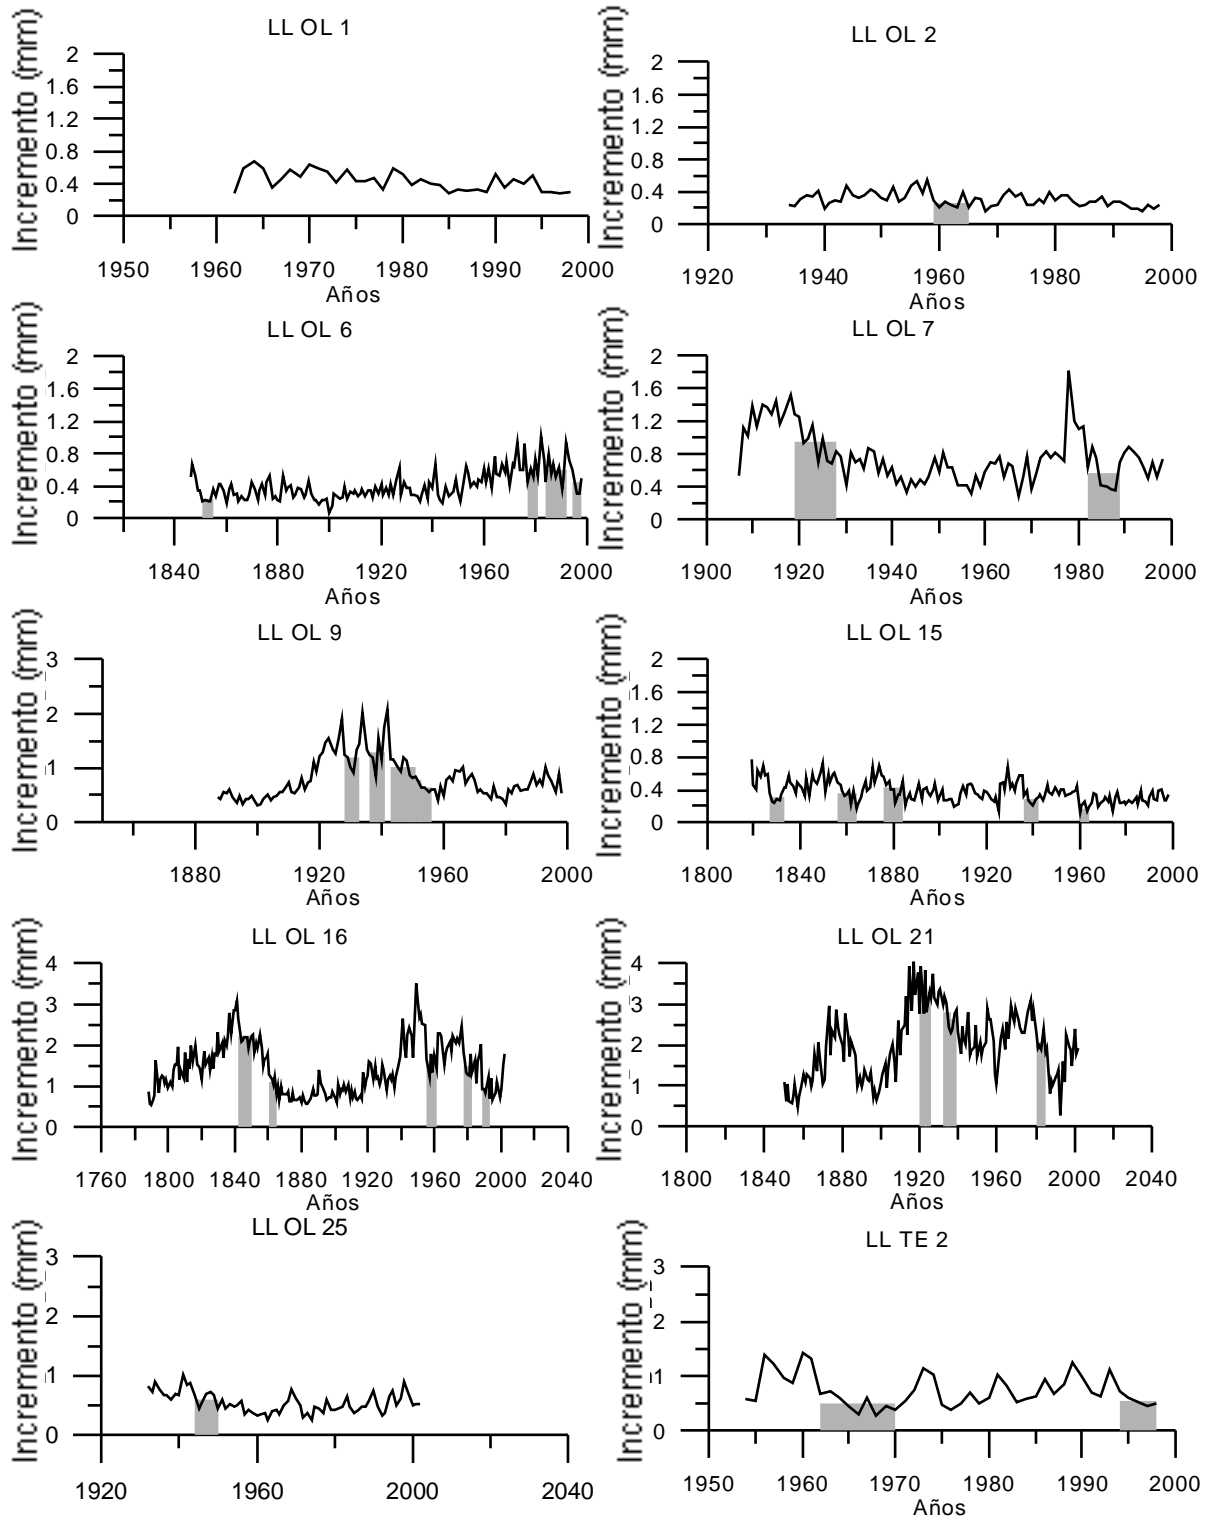 LL OL 1
Incremento (mm)
2
1.6
1.2
0.8
0.4
0
1950 1960 1970 1980 1990 2000
Años
LL OL 2
Incremento (mm)
2
1.6
1.2
0.8
0.4
0
1920 1940 1960 1980 2000
Años
LL OL 6
Incremento (mm)
2
1.6
1.2
0.8
0.4
0
1840 1880 1920 1960 2000
Años
LL OL 7
Incremento (mm)
2
1.6
1.2
0.8
0.4
0
1900 1920 1940 1960 1980 2000
Años
LL OL 9
Incremento (mm)
3
2
1
0
1880 1920 1960 2000
Años
LL OL 15
Incremento (mm)
2
1.6
1.2
0.8
0.4
0
1800 1840 1880 1920 1960 2000
Años
LL OL 16
Incremento (mm)
4
3
2
1
0
1760 1800 1840 1880 1920 1960 2000 2040
Años
LL OL 21
Incremento (mm)
4
3
2
1
0
1800 1840 1880 1920 1960 2000 2040
Años
LL OL 25
Incremento (mm)
3
2
1
0
1920 1960 2000 2040
LL TE 2
Incremento (mm)
3
2
1
0
1950 1960 1970 1980 1990 2000
Años